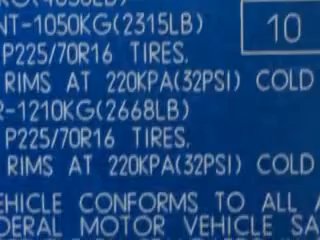 NT-1050KG(2315LB)
10
P225/70R16 TIRES.
RIMS AT 220KPA(32PSI) COLD
R-1210KG(2668LB)
P225/70R16 TIRES.
RIMS AT 220KPA(32PSI) COLD
EHICLE CONFORMS TO ALL A
DERAL MOTOR VEHICLE SA